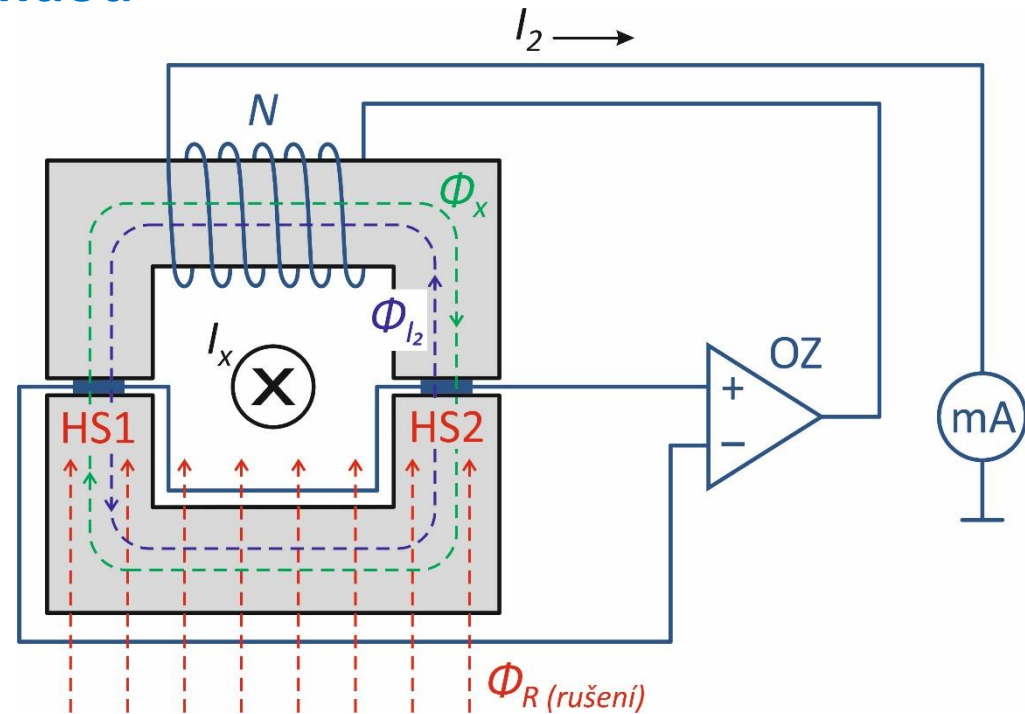 I2
N
Φx
ΦI2
Ix
X
OZ
+
−
mA
HS1
HS2
ΦR (rušení)